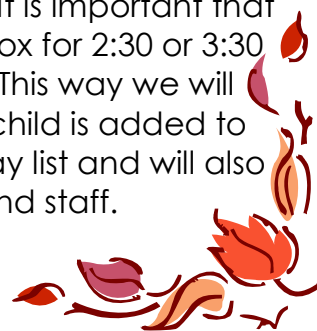 It is important that
ox for 2:30 or 3:30
This way we will
child is added to
y list and will also
nd staff.